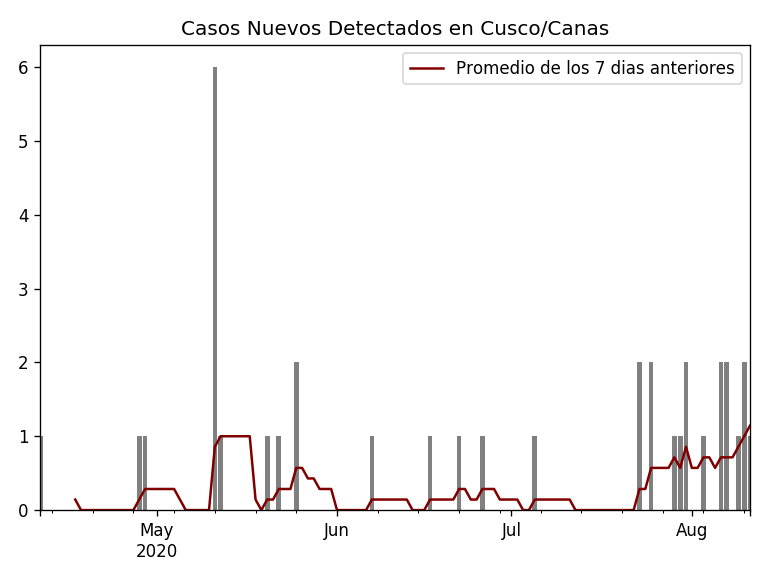 Casos Nuevos Detectados en Cusco/Canas
Promedio de los 7 dias anteriores
6
5
4
3
2
1
0
May
2020
Jun
Jul
Aug